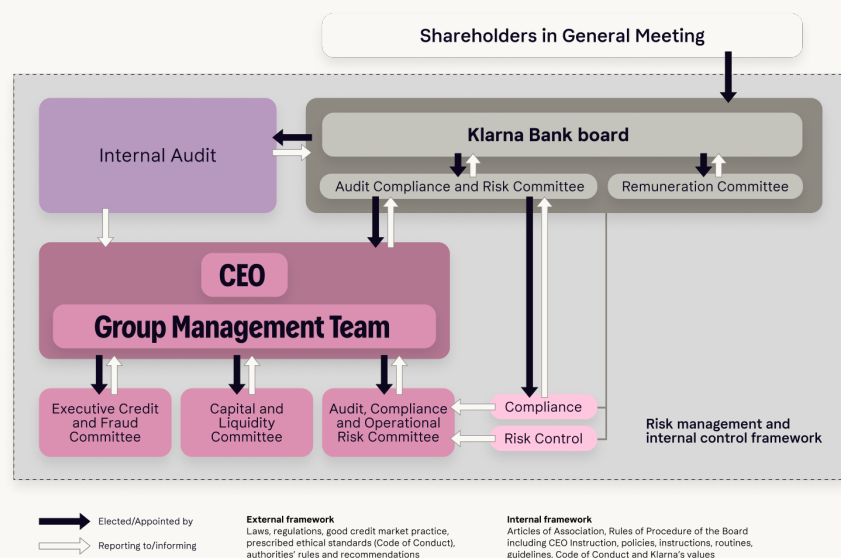 Shareholders in General Meeting
Internal Audit
Klarna Bank board
Audit Compliance and Risk Committee
Remuneration Committee
CEO
Group Management Team
Executive Credit
and Fraud
Committee
Capital and
Liquidity
Committee
Audit, Compliance
and Operational
Risk Committee
Compliance
Risk Control
Risk management and
internal control framework
Elected/Appointed by
Reporting to/informing
External framework
Laws, regulations, good credit market practice,
prescribed ethical standards (Code of Conduct),
authorities' rules and recommendations
Internal framework
Articles of Association, Rules of Procedure of the Board
including CEO Instruction, policies, instructions, routines,
guidelines, Code of Conduct and Klarna's values